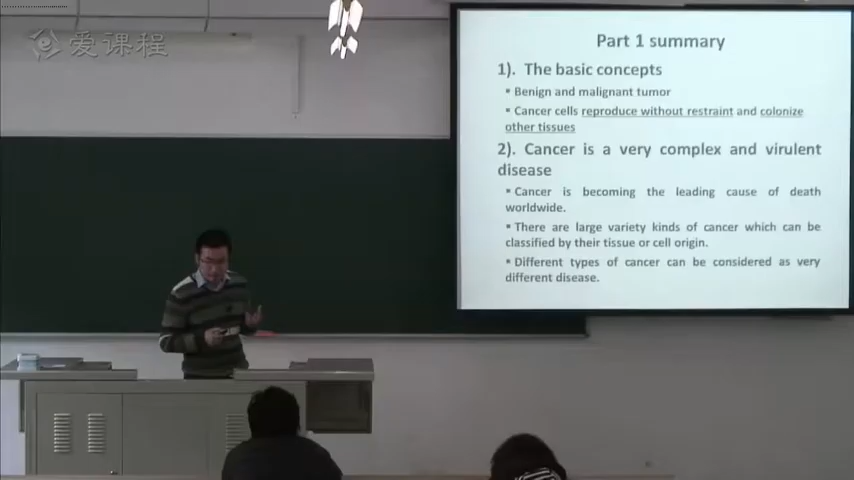 爱课程
Part 1 summary
1). The basic concepts
▪ Benign and malignant tumor
▪ Cancer cells reproduce without restraint and colonize
other tissues
2). Cancer is a very complex and virulent
disease
▪ Cancer is becoming the leading cause of death
worldwide.
▪ There are large variety kinds of cancer which can be
classified by their tissue or cell origin.
▪ Different types of cancer can be considered as very
different disease.